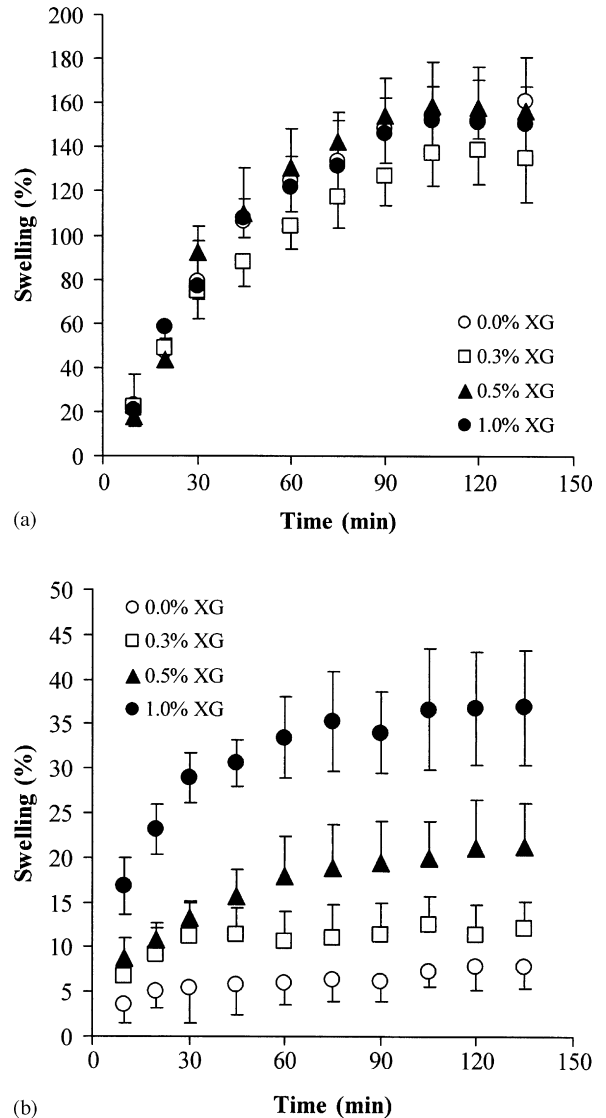 200
180
160
140
120
100
80
60
40
20
0
Swelling (%)
0.0% XG
0.3% XG
0.5% XG
1.0% XG
0 30 60 90 120 150
(a)
Time (min)
50
45
40
35
30
25
20
15
10
5
0
Swelling (%)
0.0% XG
0.3% XG
0.5% XG
1.0% XG
0 30 60 90 120 150
(b)
Time (min)